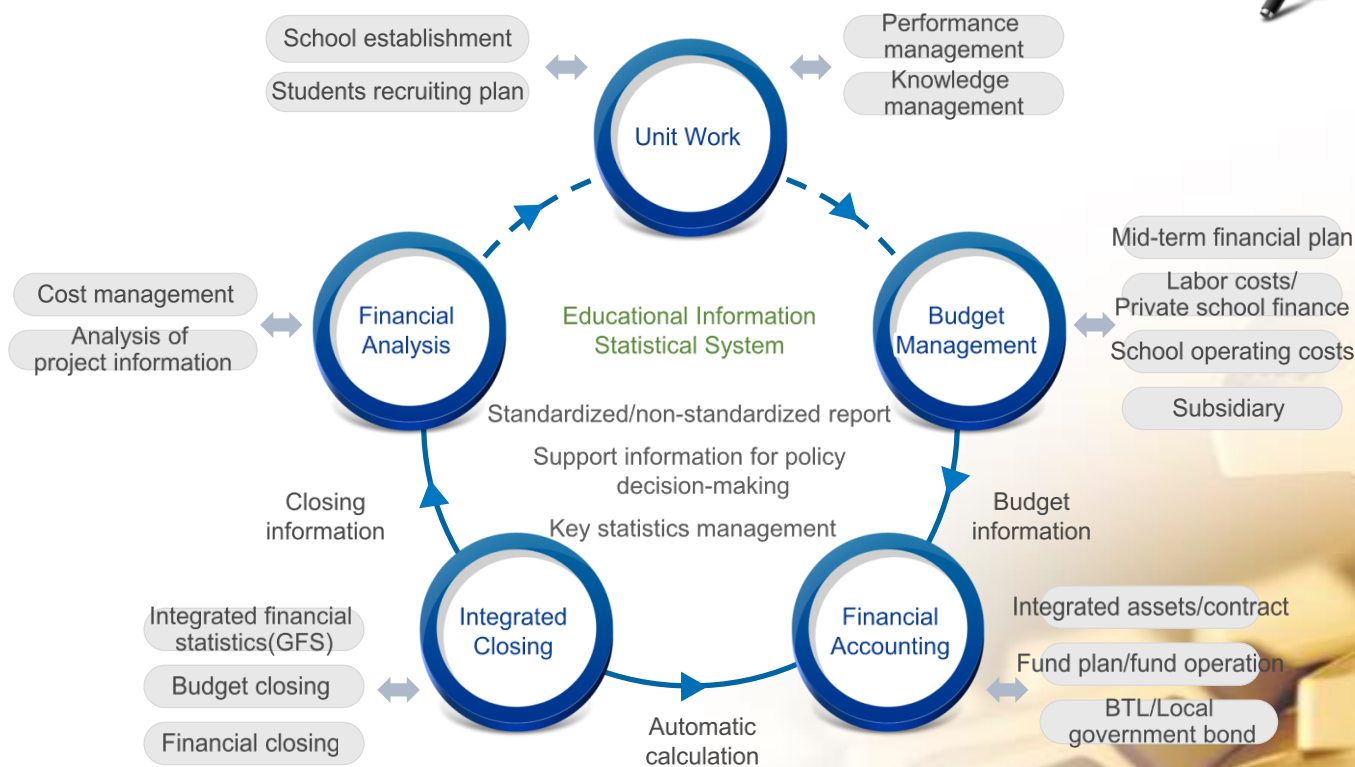 School establishment
Students recruiting plan
Performance
management
Knowledge
management
Unit Work
Mid-term financial plan
Labor costs/
Private school finance
School operating costs
Subsidiary
Cost management
Analysis of
project information
Financial
Analysis
Educational Information
Statistical System
Budget
Management
Standardized/non-standardized report
Support information for policy
decision-making
Key statistics management
Closing
information
Budget
information
Integrated financial
statistics(GFS)
Budget closing
Financial closing
Integrated
Closing
Financial
Accounting
Integrated assets/contract
Fund plan/fund operation
BTL/Local
government bond
Automatic
calculation